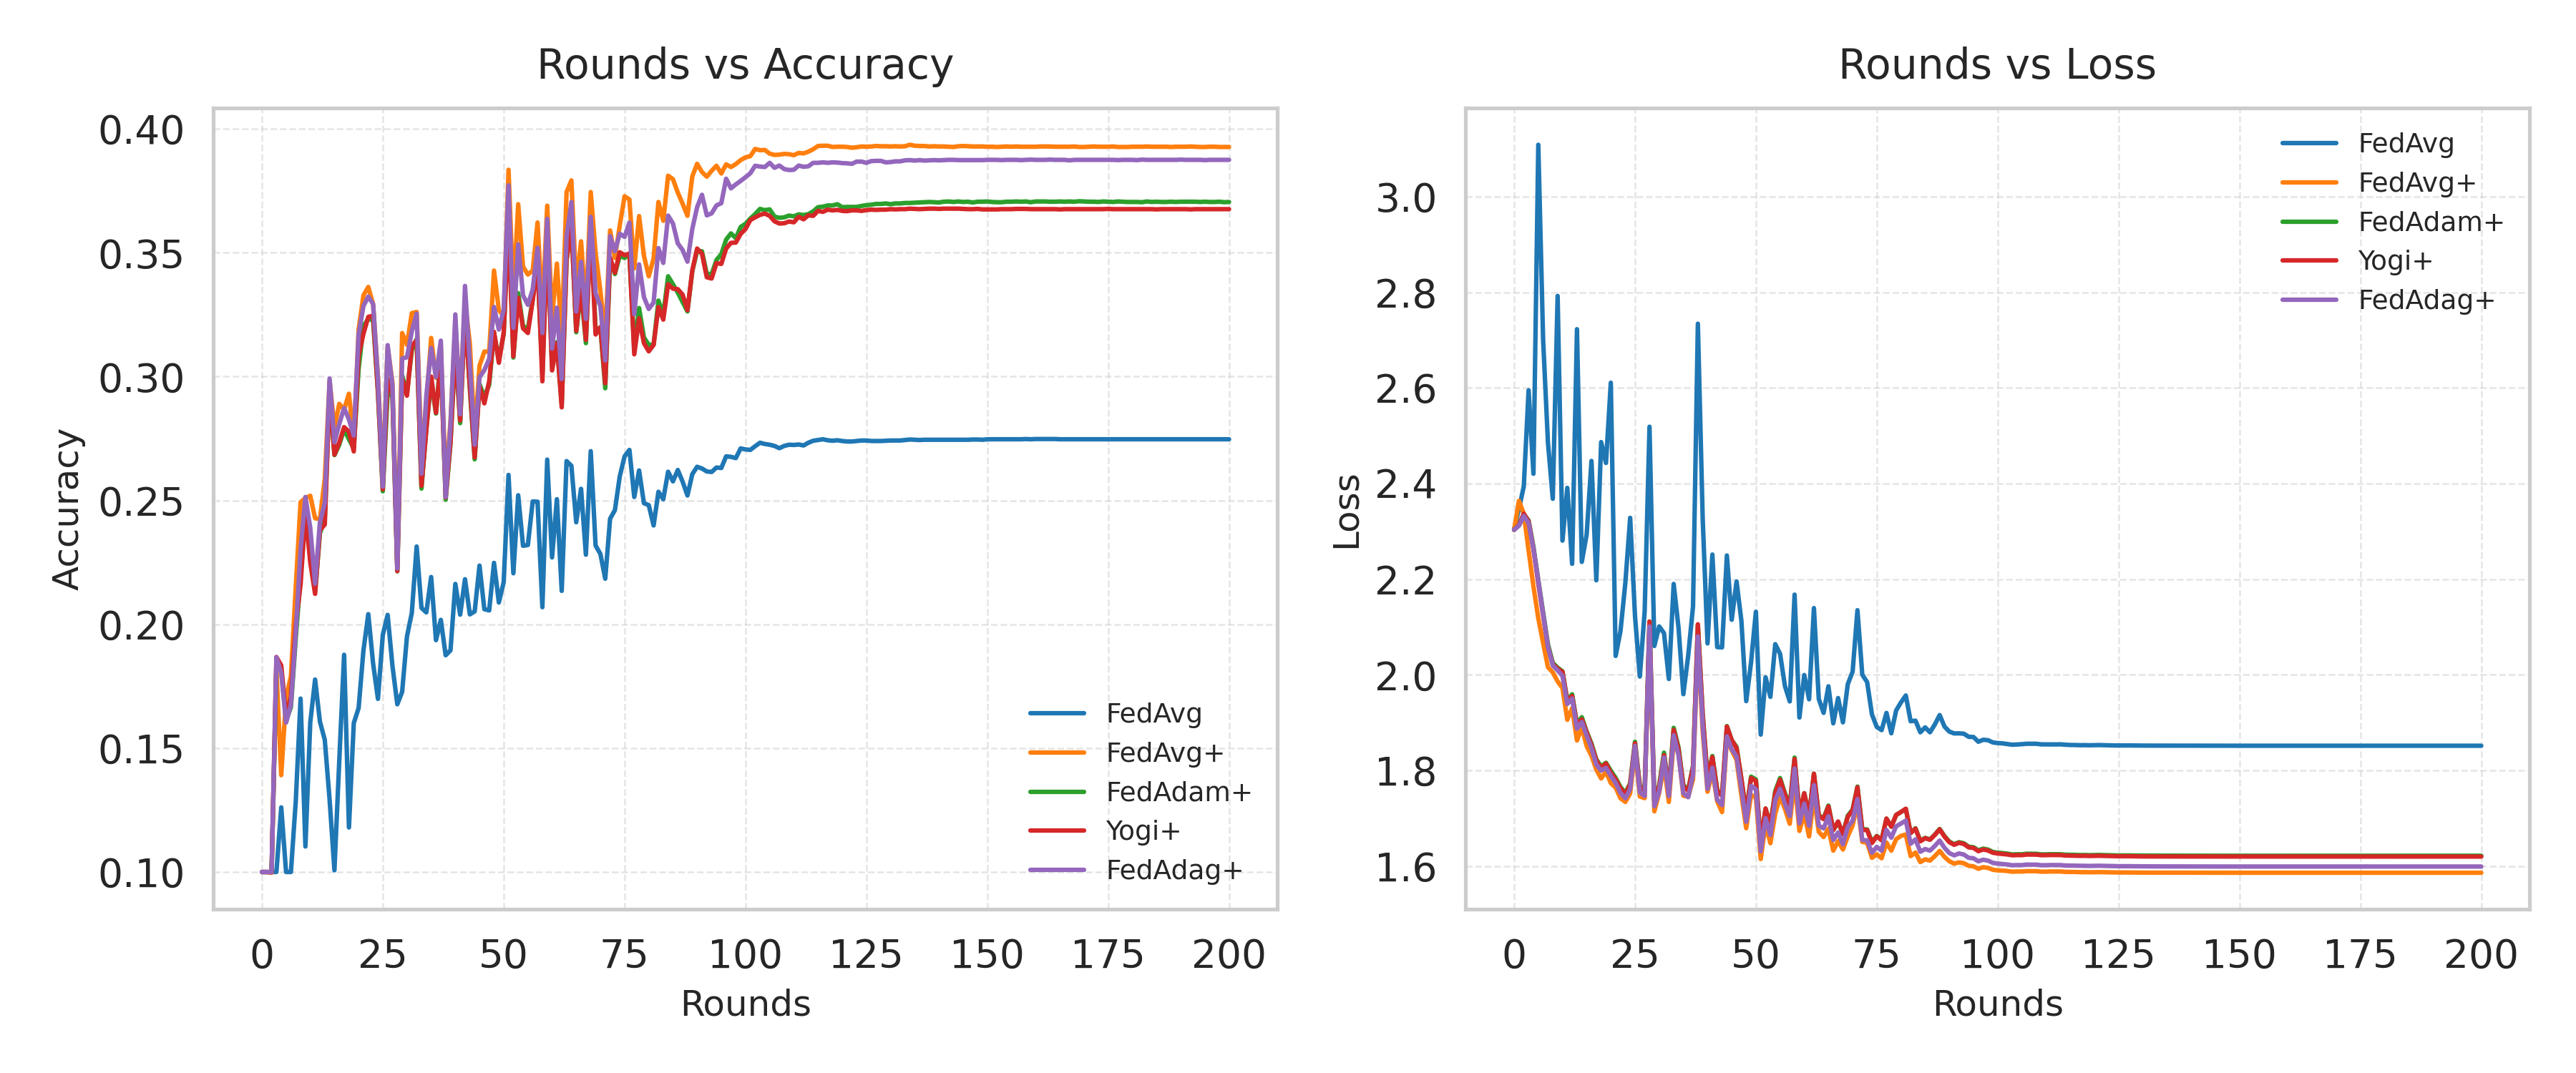 Rounds vs Accuracy
Accuracy
0.40
0.35
0.30
0.25
0.20
0.15
0.10
0 25 50 75 100 125 150 175 200
Rounds
FedAvg
FedAvg+
FedAdam+
Yogi+
FedAdag+
Rounds vs Loss
Loss
3.0
2.8
2.6
2.4
2.2
2.0
1.8
1.6
0 25 50 75 100 125 150 175 200
Rounds
FedAvg
FedAvg+
FedAdam+
Yogi+
FedAdag+